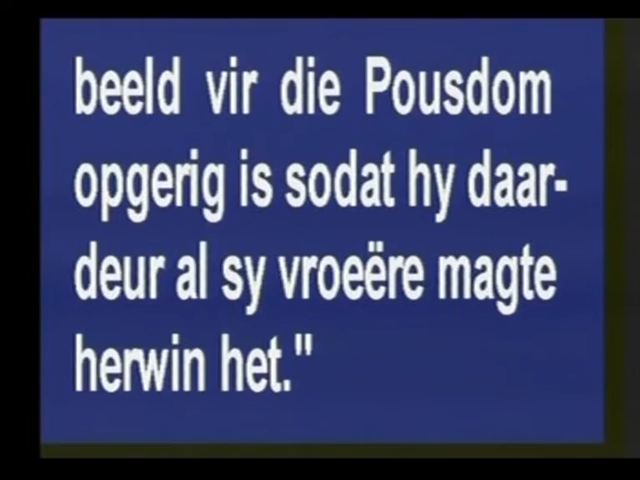 beeld vir die Pousdom
opgerig is sodat hy daar-
deur al sy vroeëre magte
herwin het."